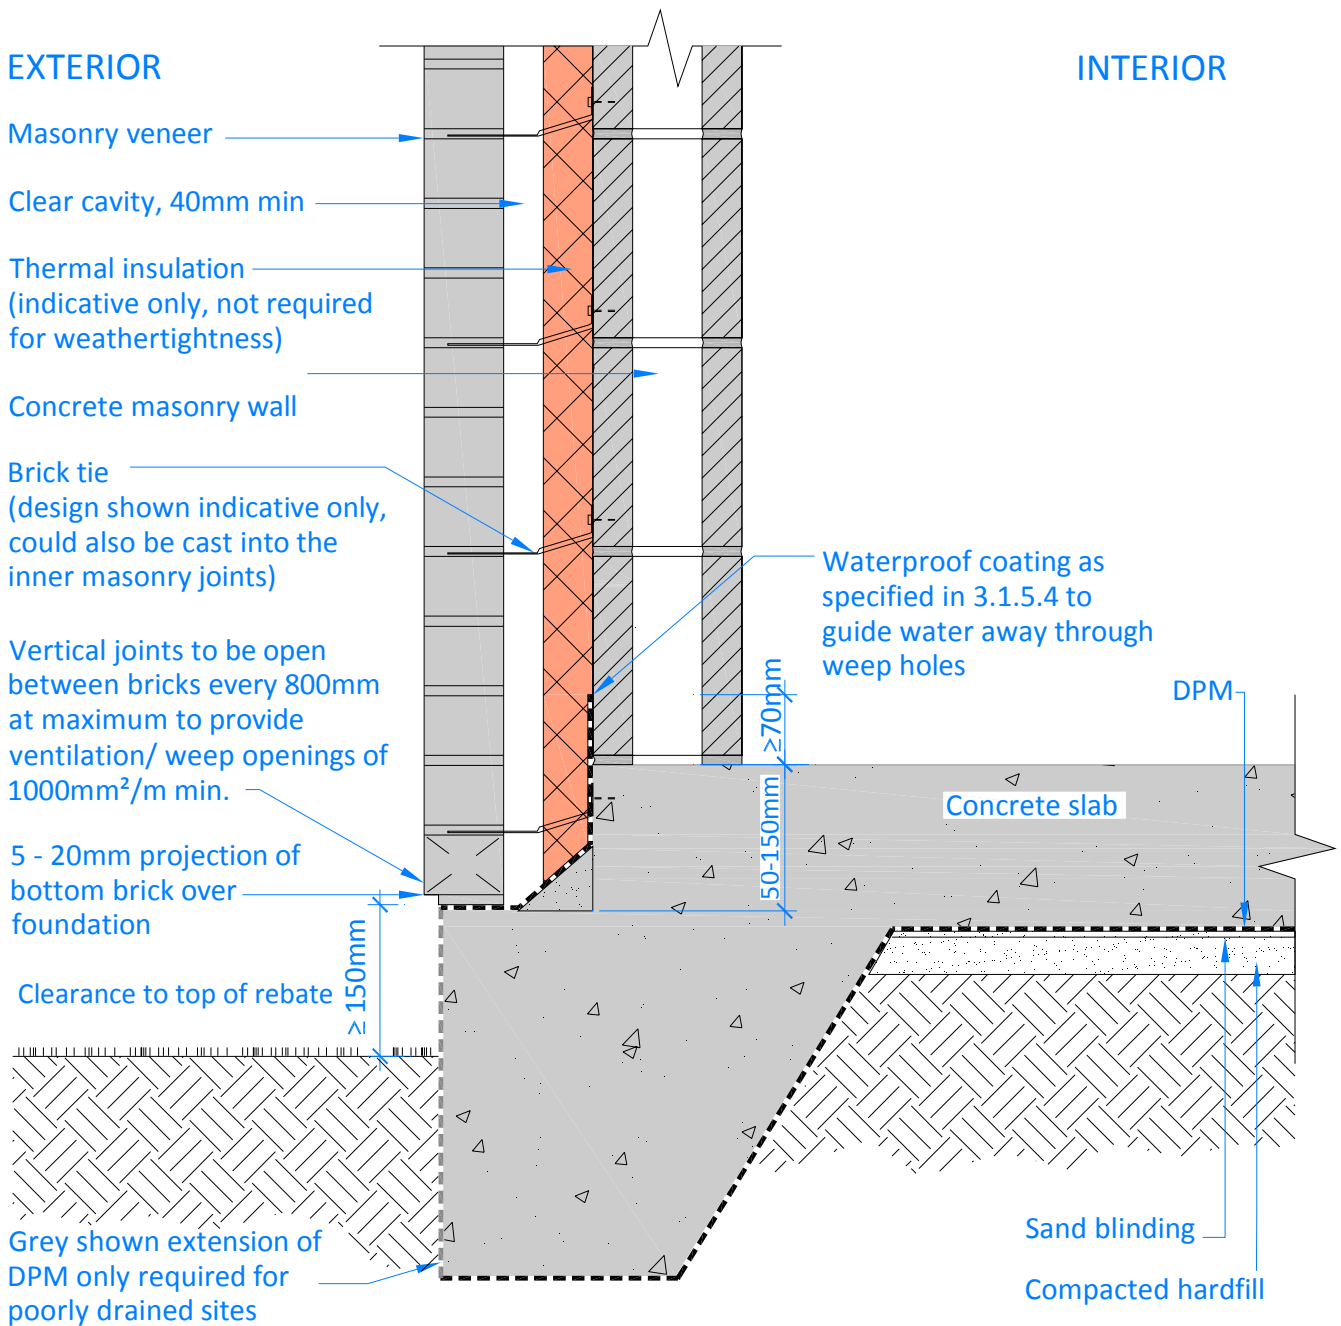 EXTERIOR
INTERIOR
Masonry veneer
Clear cavity, 40mm min
Thermal insulation
(indicative only, not required
for weathertightness)
Concrete masonry wall
Brick tie
(design shown indicative only,
could also be cast into the
inner masonry joints)
Vertical joints to be open
between bricks every 800mm
at maximum to provide
ventilation/ weep openings of
1000mm²/m min.
5 - 20mm projection of
bottom brick over
foundation
Clearance to top of rebate
≥ 150mm
Grey shown extension of
DPM only required for
poorly drained sites
Waterproof coating as
specified in 3.1.5.4 to
guide water away through
weep holes
≥70mm
50-150mm
DPM
Concrete slab
Sand blinding
Compacted hardfill